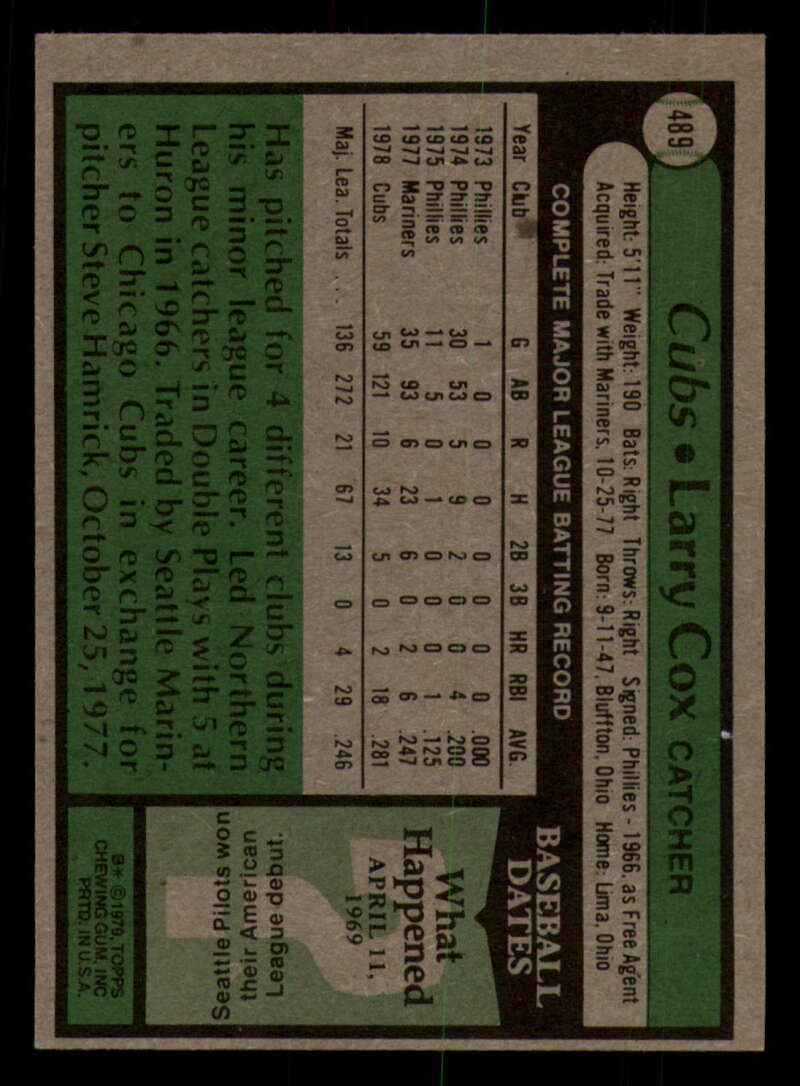 489
Cubs • Larry Cox CATCHER
Height: 5'11" Weight: 190 Bats: Right Throws: Right Signed: Phillies - 1966, as Free Agent
Acquired: Trade with Mariners, 10-25-77 Born: 9-11-47, Bluffton, Ohio Home: Lima, Ohio
COMPLETE MAJOR LEAGUE BATTING RECORD
Year Club G AB R H 2B 3B HR RBI AVG.
1973 Phillies 1 0 0 0 0 0 0 0 .000
1974 Phillies 30 53 5 9 2 0 0 4 .200
1975 Phillies 11 5 0 1 0 0 0 1 .125
1977 Mariners 35 93 6 23 6 0 2 6 .247
1978 Cubs 59 121 10 34 5 0 2 18 .281
Maj. Lea. Totals . . . 136 272 21 67 13 0 4 29 .246
Has pitched for 4 different clubs during
his minor league career. Led Northern
League catchers in Double Plays with 5 at
Huron in 1966. Traded by Seattle Marin-
ers to Chicago Cubs in exchange for
pitcher Steve Hamrick, October 25, 1977.
BASEBALL
DATES
What
Happened
APRIL 11,
1969
?
Seattle Pilots won
their American
League debut.
B* ©1979, TOPPS
CHEWING GUM, INC
PRTD. IN U.S.A.